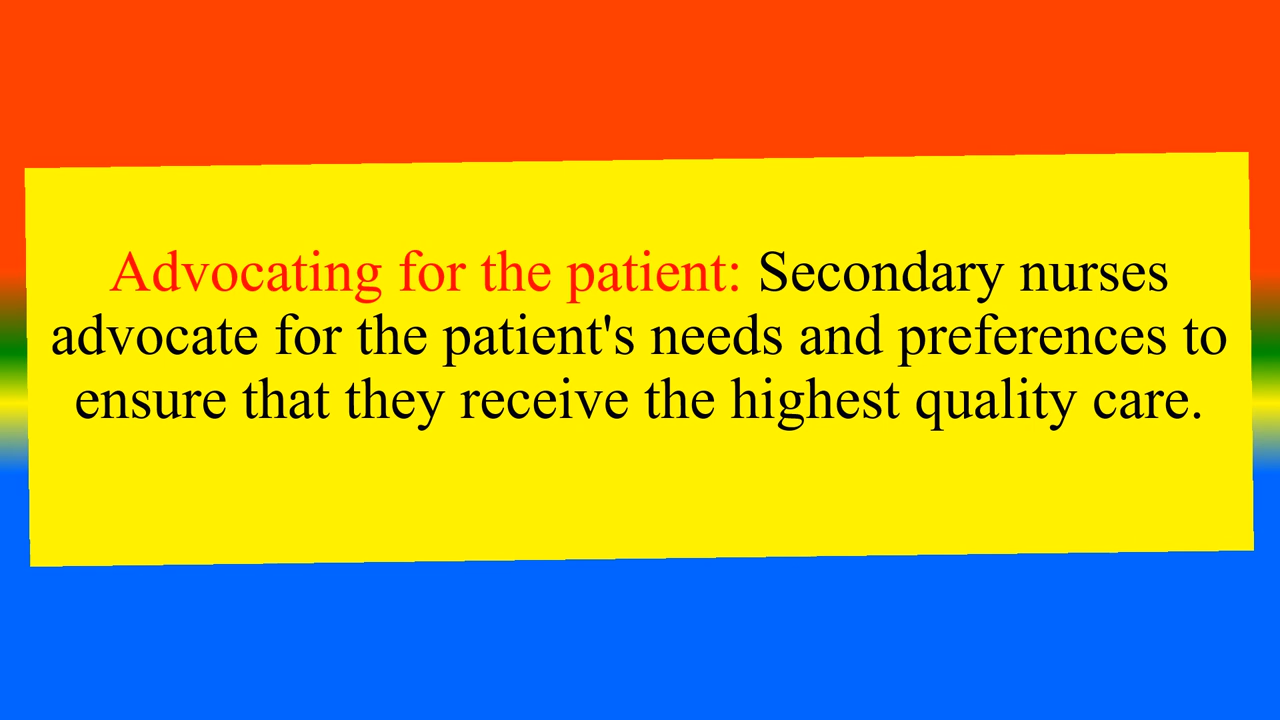 Advocating for the patient: Secondary nurses
advocate for the patient's needs and preferences to
ensure that they receive the highest quality care.